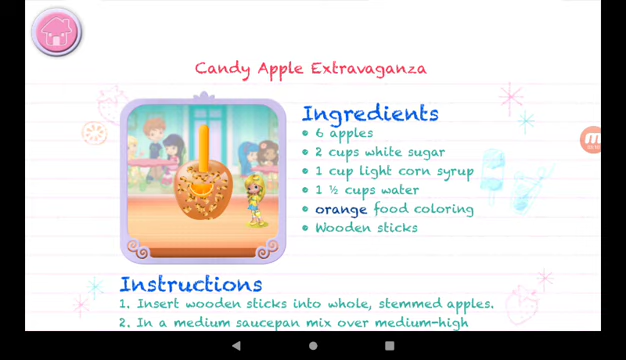 Candy Apple Extravaganza
Ingredients
• 6 apples
• 2 cups white sugar
• 1 cup light corn syrup
• 1 ½ cups water
• orange food coloring
• Wooden sticks
Instructions
1. Insert wooden sticks into whole, stemmed apples.
2. In a medium saucepan mix over medium-high